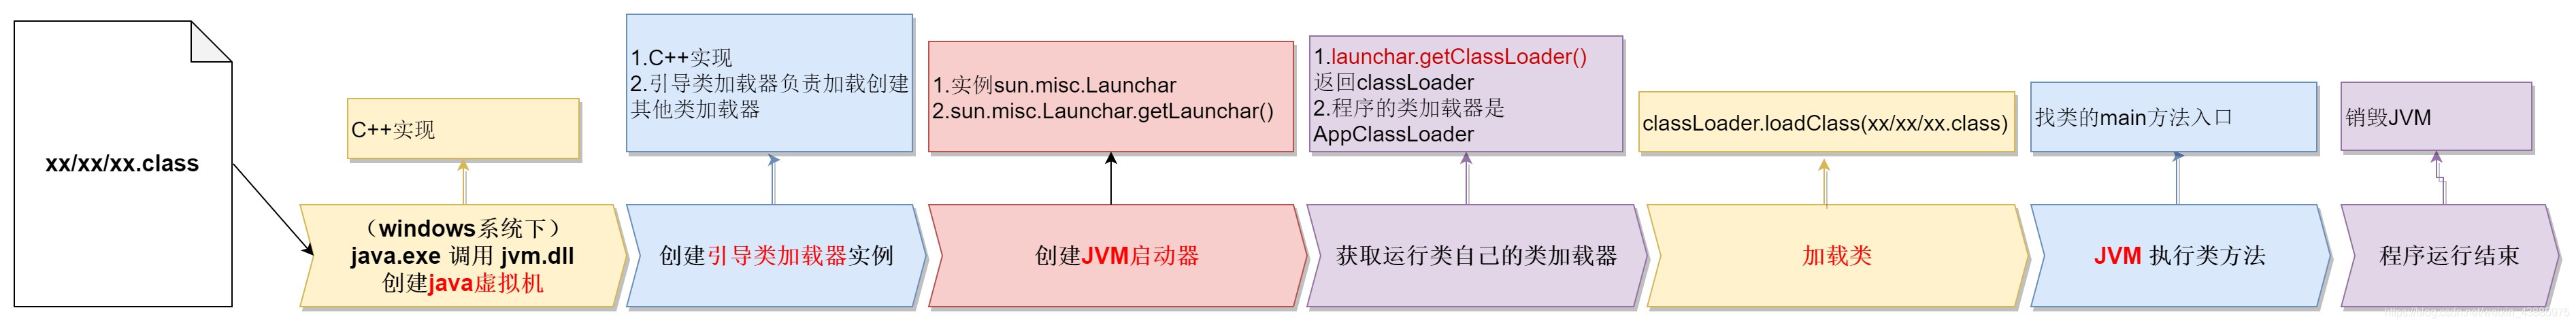 xx/xx/xx.class
C++实现
（windows系统下）
java.exe 调用 jvm.dll
创建java虚拟机
1.C++实现
2.引导类加载器负责加载创建
其他类加载器
创建引导类加载器实例
1.实例sun.misc.Launchar
2.sun.misc.Launchar.getLaunchar()
创建JVM启动器
1.launchar.getClassLoader()
返回classLoader
2.程序的类加载器是
AppClassLoader
获取运行类自己的类加载器
classLoader.loadClass(xx/xx/xx.class)
加载类
找类的main方法入口
JVM 执行类方法
销毁JVM
程序运行结束